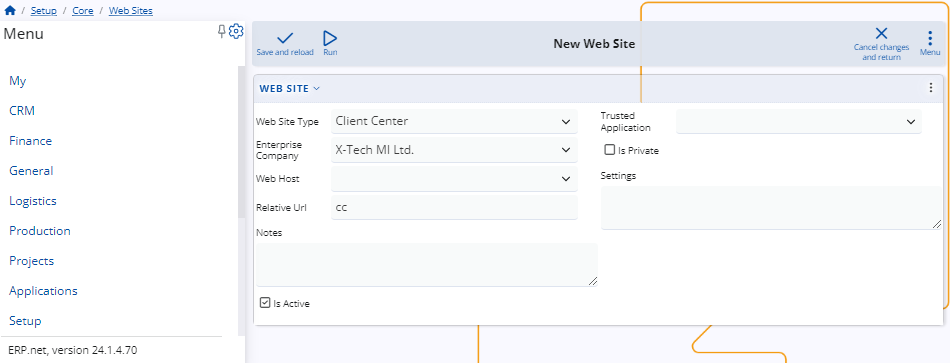 / Setup / Core / Web Sites
Menu
My
CRM
Finance
General
Logistics
Production
Projects
Applications
Setup
ERP.net, version 24.1.4.70
Save and reload
Run
New Web Site
Cancel changes
and return
Menu
WEB SITE
Web Site Type
Client Center
Enterprise
Company
X-Tech MI Ltd.
Web Host
Relative Url
cc
Notes
Is Active
Trusted
Application
Is Private
Settings